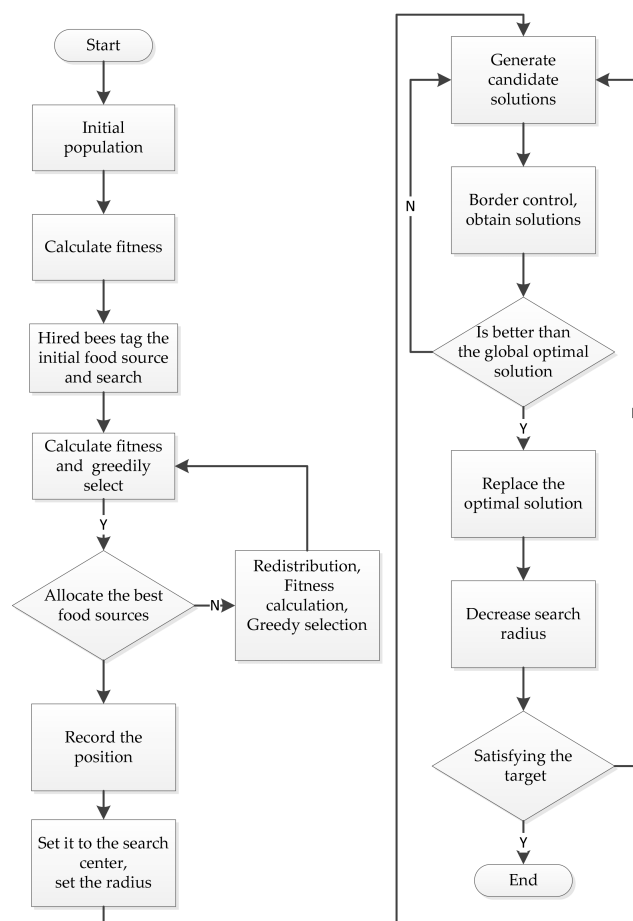 Start
Initial
population
Calculate fitness
Hired bees tag the
initial food source
and search
Calculate fitness
and greedily
select
Y
Allocate the best
food sources
N
Redistribution,
Fitness
calculation,
Greedy selection
Record the
position
Set it to the search
center,
set the radius
Generate
candidate
solutions
N
Border control,
obtain solutions
Is better than
the global optimal
solution
Y
Replace the
optimal solution
Decrease search
radius
Satisfying the
target
Y
End